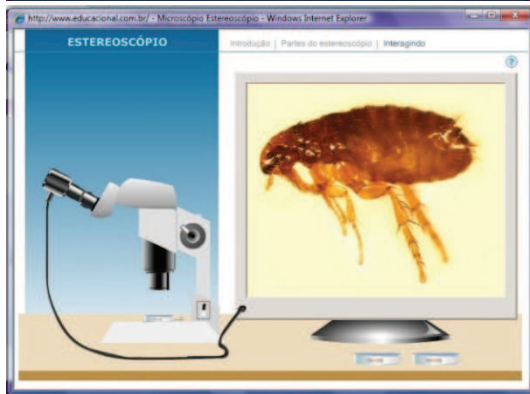 http://www.educacional.com.br/ - Microscópio Estereoscópio - Windows Internet Explorer
ESTEREOSCÓPIO
Introdução | Partes do estereoscópio | Interagindo
?